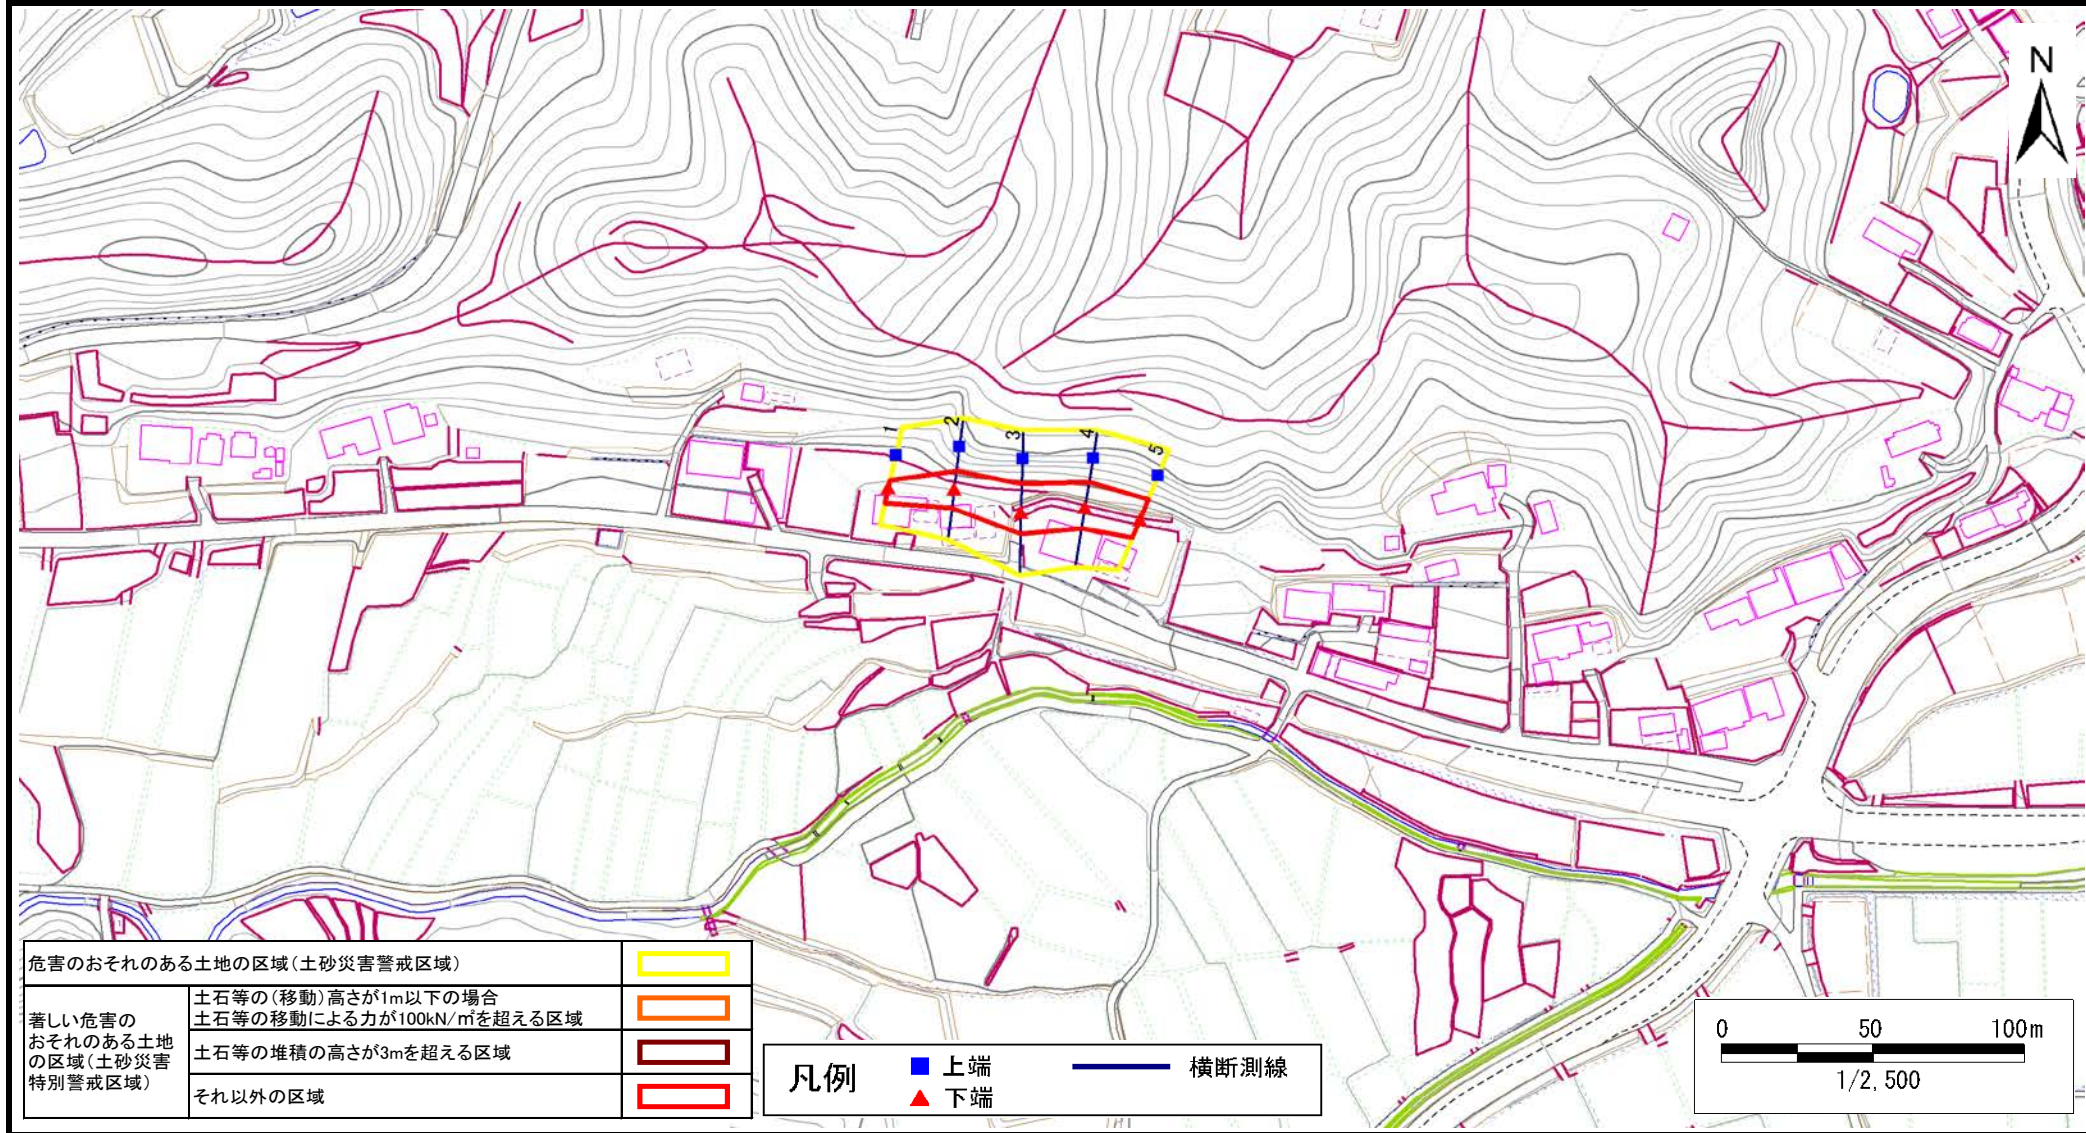 N
1
2
3
4
5
危害のおそれのある土地の区域(土砂災害警戒区域)
著しい危害の
おそれのある土地
の区域(土砂災害
特別警戒区域)
土石等の(移動)高さが1m以下の場合
土石等の移動による力が100kN/㎡を超える区域
土石等の堆積の高さが3mを超える区域
それ以外の区域
凡例
上端
下端
横断測線
0 50 100m
1/2,500